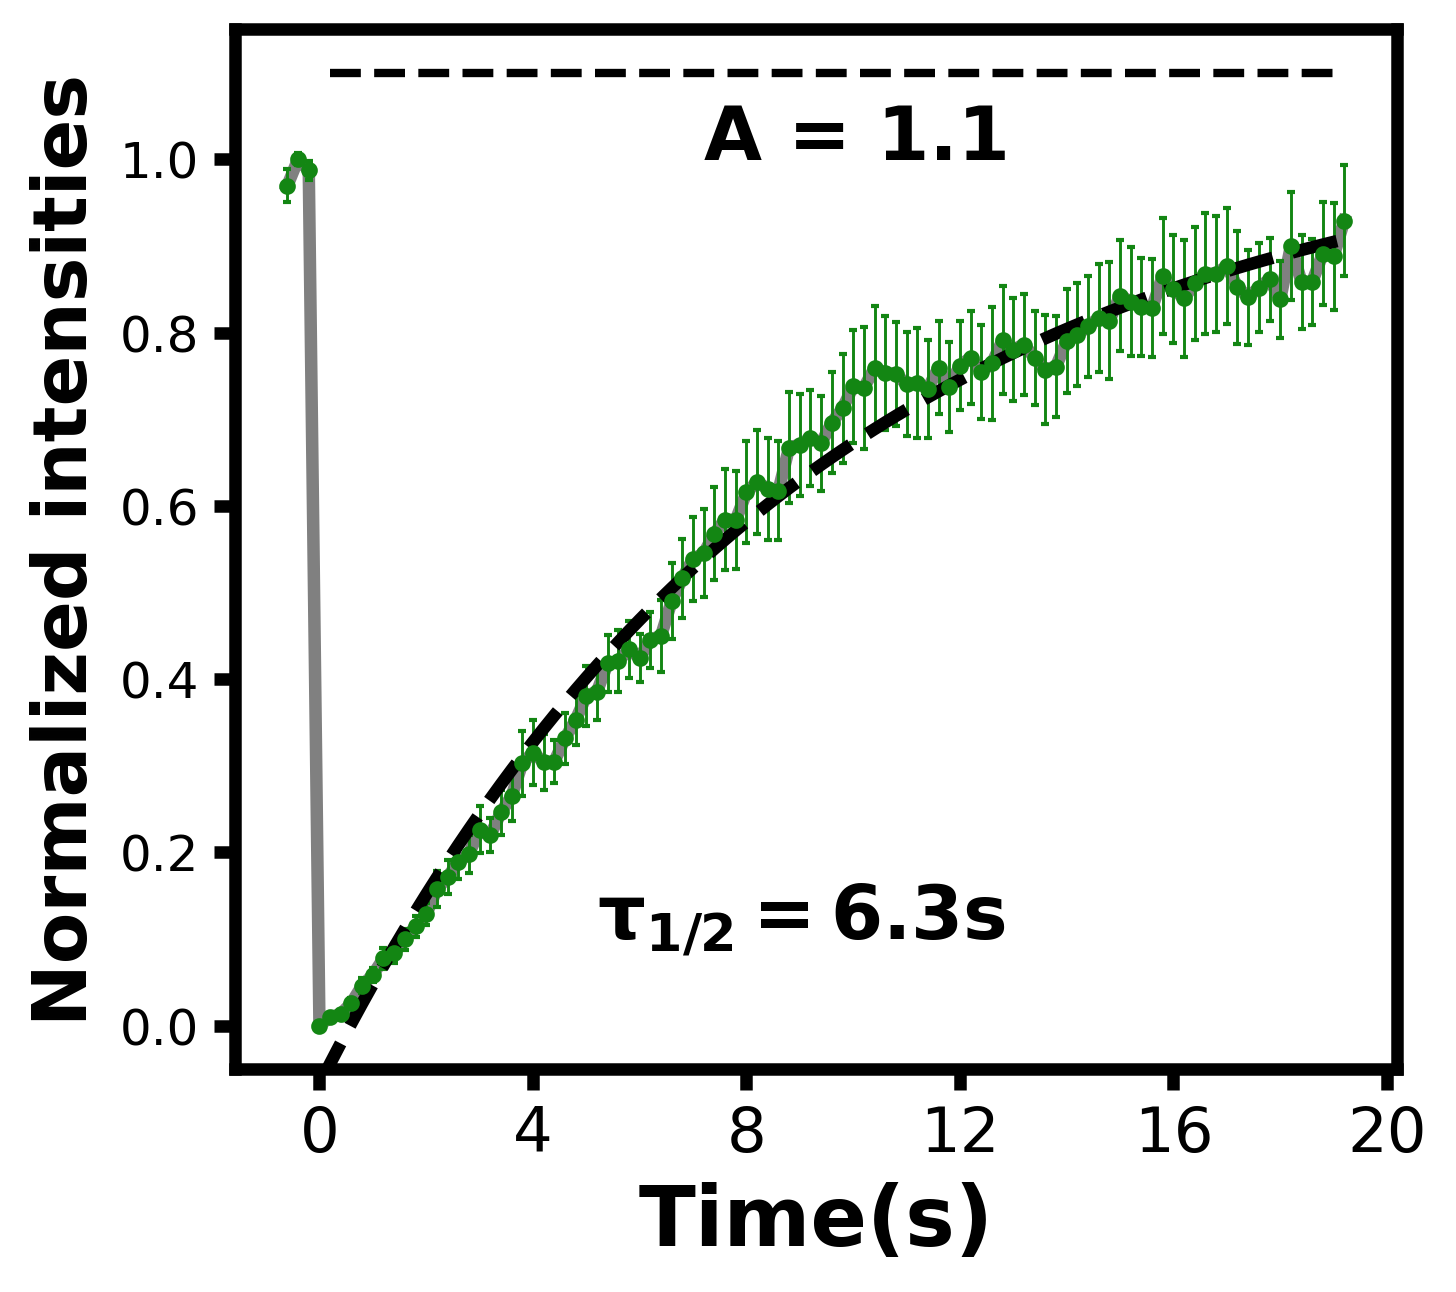 Normalized intensities
1.0
0.8
0.6
0.4
0.2
0.0
A = 1.1
τ1/2 = 6.3s
0 4 8 12 16 20
Time(s)